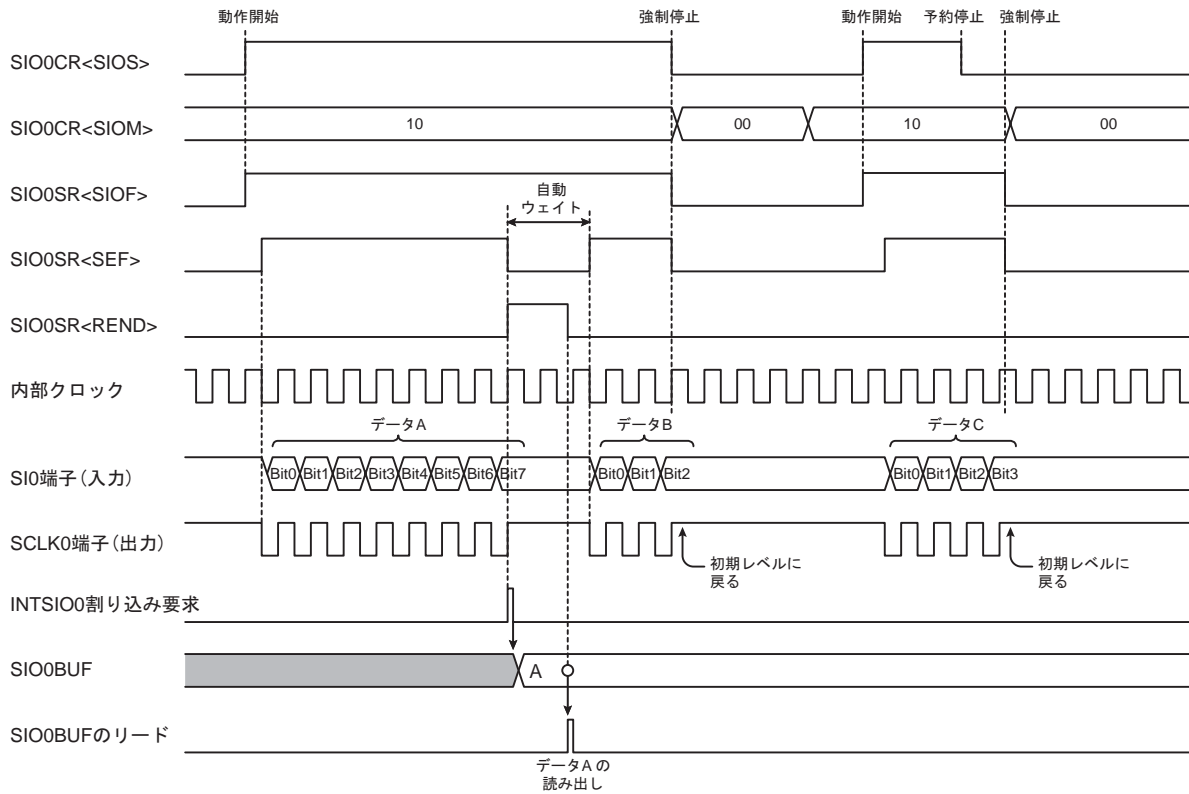 動作開始 強制停止 動作開始 予約停止 強制停止
SIO0CR<SIOS>
SIO0CR<SIOM> 10 00 10 00
SIO0SR<SIOF>
自動
ウェイト
SIO0SR<SEF>
SIO0SR<REND>
内部クロック
データA データB データC
SI0端子(入力) Bit0 Bit1 Bit2 Bit3 Bit4 Bit5 Bit6 Bit7 Bit0 Bit1 Bit2 Bit0 Bit1 Bit2 Bit3
SCLK0端子(出力)
初期レベルに
戻る
初期レベルに
戻る
INTSIO0割り込み要求
SIO0BUF A
SIO0BUFのリード
データA の
読み出し